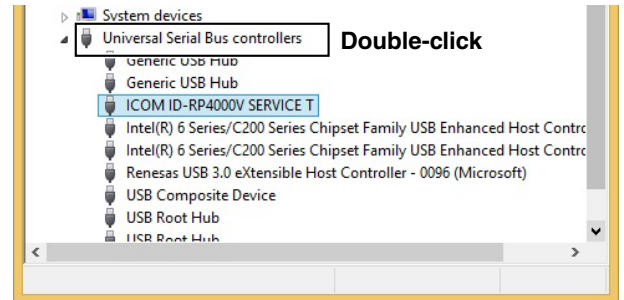 System devices
Universal Serial Bus controllers Double-click
Generic USB Hub
Generic USB Hub
ICOM ID-RP4000V SERVICE T
Intel(R) 6 Series/C200 Series Chipset Family USB Enhanced Host Contrc
Intel(R) 6 Series/C200 Series Chipset Family USB Enhanced Host Contrc
Renesas USB 3.0 eXtensible Host Controller - 0096 (Microsoft)
USB Composite Device
USB Root Hub
USB Root Hub